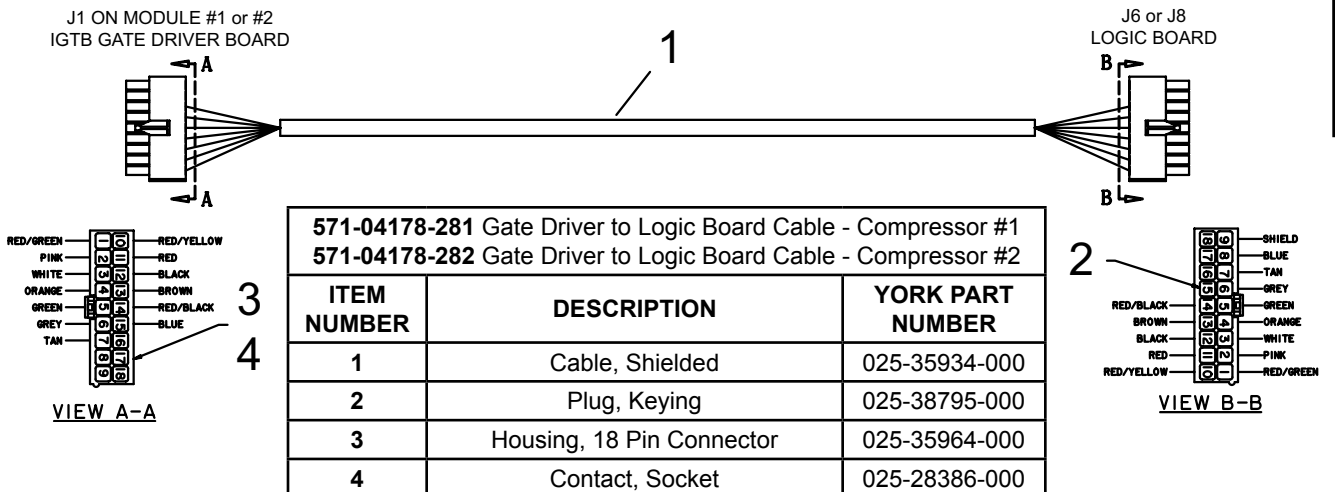 J1 ON MODULE #1 or #2
IGTB GATE DRIVER BOARD
J6 or J8
LOGIC BOARD
1
A
A
B
B
RED/GREEN 1 10 RED/YELLOW
PINK 2 11 RED
WHITE 3 12 BLACK
ORANGE 4 13 BROWN
GREEN 5 14 RED/BLACK
GREY 6 15 BLUE
TAN 7 16
8 17
9 18
3
4
VIEW A-A
571-04178-281 Gate Driver to Logic Board Cable - Compressor #1
571-04178-282 Gate Driver to Logic Board Cable - Compressor #2
ITEM NUMBER DESCRIPTION YORK PART NUMBER
1 Cable, Shielded 025-35934-000
2 Plug, Keying 025-38795-000
3 Housing, 18 Pin Connector 025-35964-000
4 Contact, Socket 025-28386-000
2
18 9 SHIELD
17 8 BLUE
16 7 TAN
15 6 GREY
RED/BLACK 14 5 GREEN
BROWN 13 4 ORANGE
BLACK 12 3 WHITE
RED 11 2 PINK
RED/YELLOW 10 1 RED/GREEN
VIEW B-B